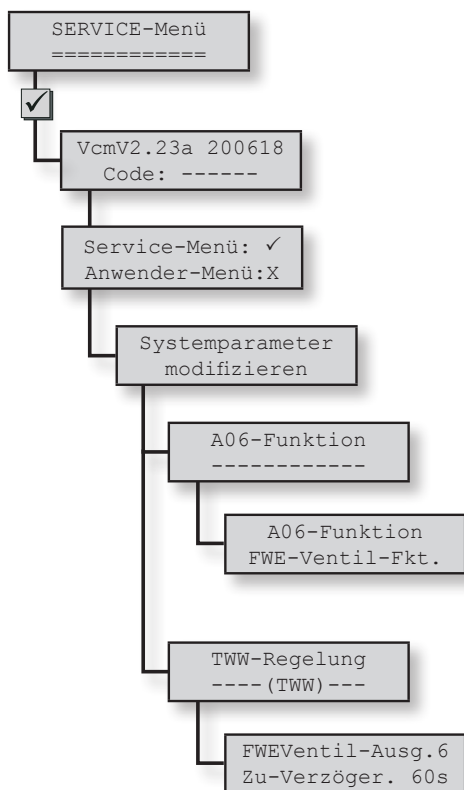 SERVICE-Menü
============
VcmV2.23a 200618
Code: ------
Service-Menü: ✓
Anwender-Menü:X
Systemparameter
modifizieren
A06-Funktion
------------
A06-Funktion
FWE-Ventil-Fkt.
TWW-Regelung
----(TWW)---
FWEVentil-Ausg.6
Zu-Verzöger. 60s